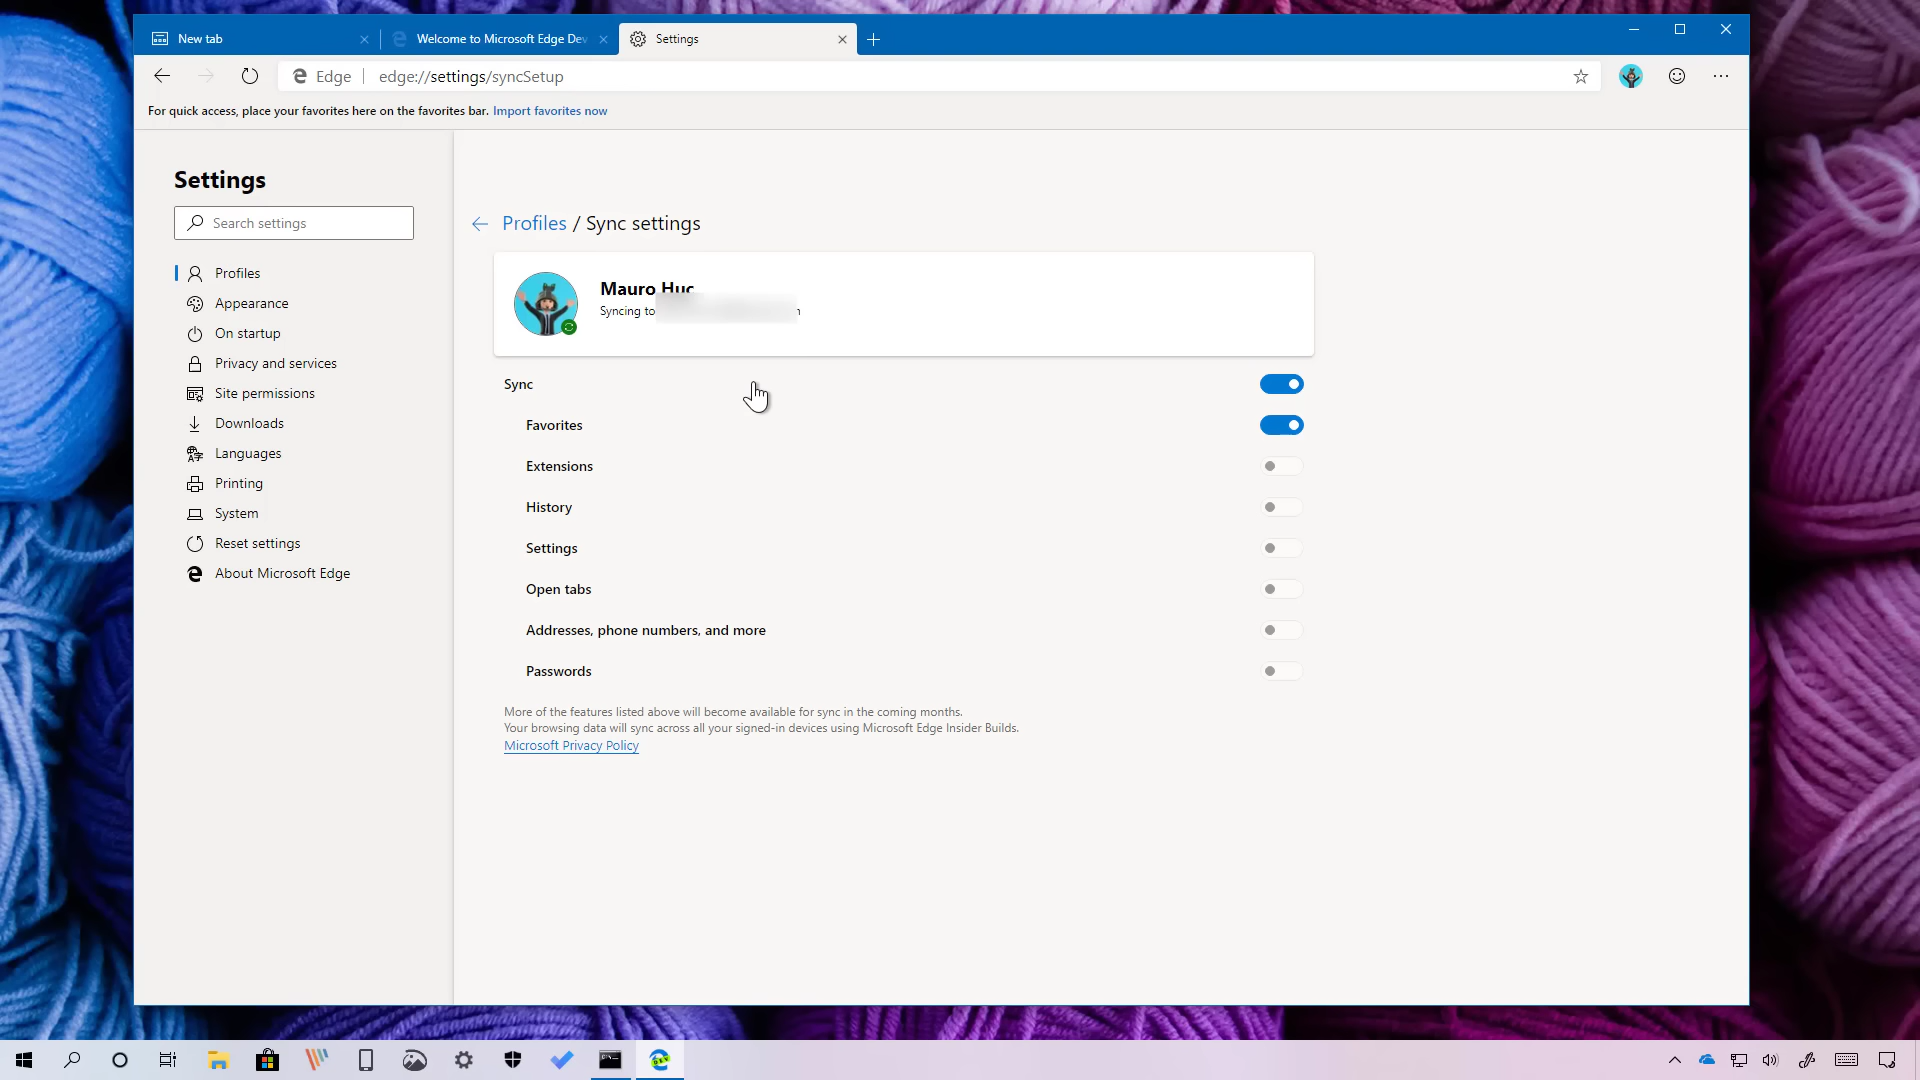 New tab
Welcome to Microsoft Edge Dev
Settings
Edge
edge://settings/syncSetup
For quick access, place your favorites here on the favorites bar. Import favorites now
Settings
Search settings
Profiles
Appearance
On startup
Privacy and services
Site permissions
Downloads
Languages
Printing
System
Reset settings
About Microsoft Edge
Profiles / Sync settings
Mauro Huc
Syncing to
Sync
Favorites
Extensions
History
Settings
Open tabs
Addresses, phone numbers, and more
Passwords
More of the features listed above will become available for sync in the coming months.
Your browsing data will sync across all your signed-in devices using Microsoft Edge Insider Builds.
Microsoft Privacy Policy
DEV